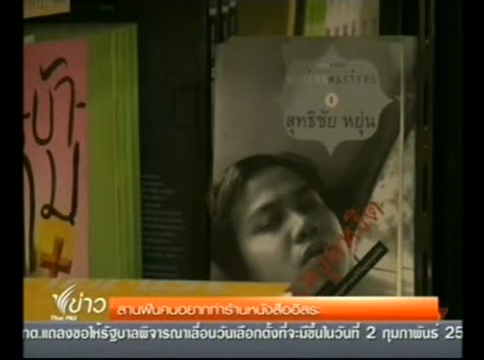 MASTERS
สุทธิชัย หยุ่น
บ้า
ข่าว
Thai PBS
สานฝันคนอยากทำร้านหนังสืออิสระ
กต.แถลงขอให้รัฐบาลพิจารณาเลื่อนวันเลือกตั้งที่จะมีขึ้นในวันที่ 2 กุมภาพันธ์ 25